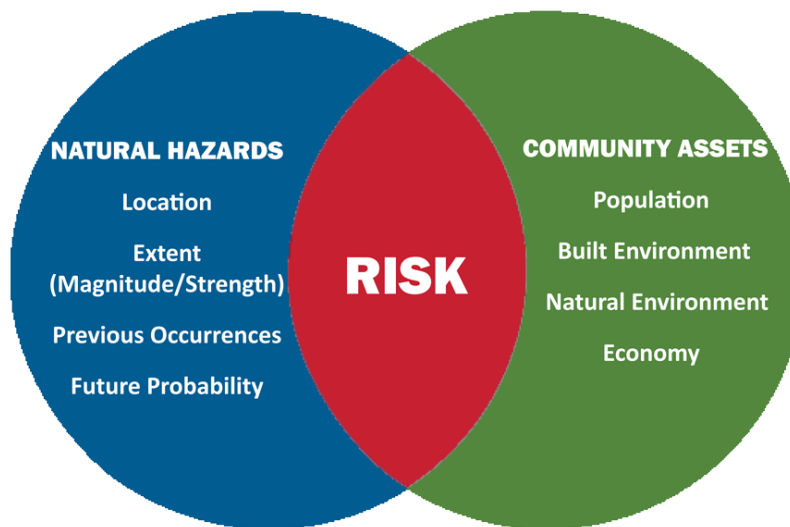 NATURAL HAZARDS
Location
Extent
(Magnitude/Strength)
Previous Occurrences
Future Probability
RISK
COMMUNITY ASSETS
Population
Built Environment
Natural Environment
Economy